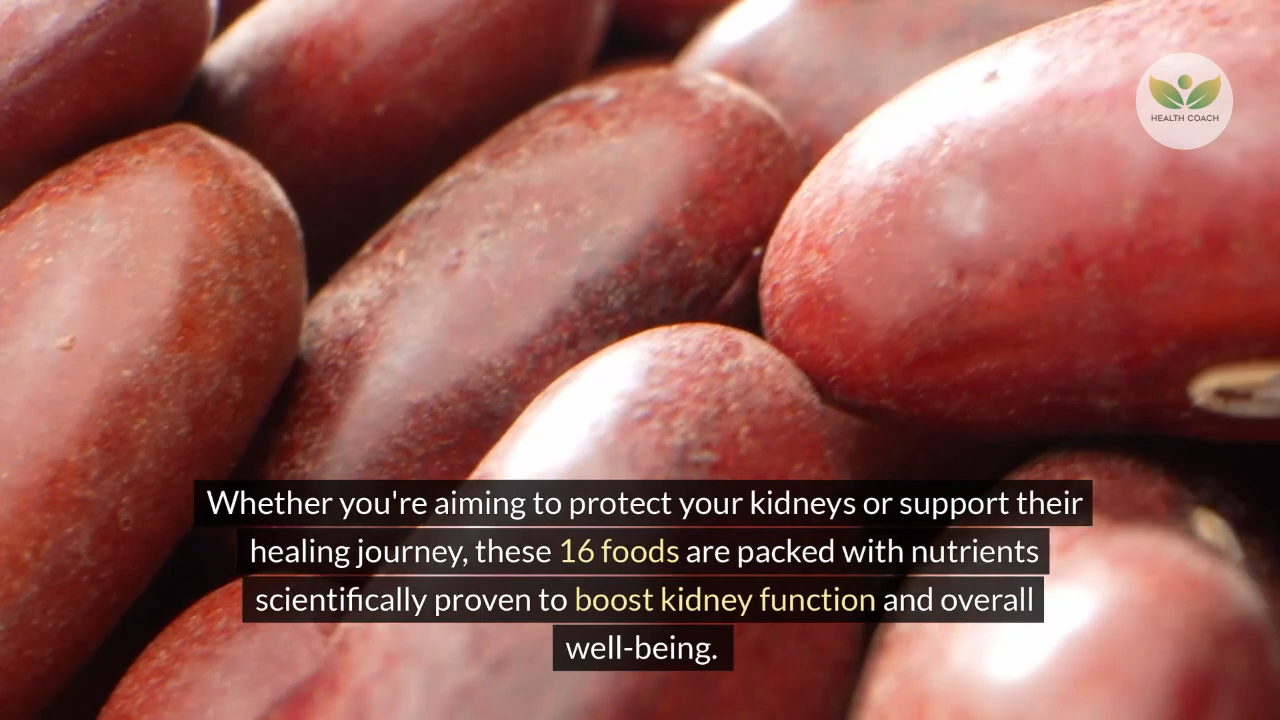 HEALTH COACH
Whether you're aiming to protect your kidneys or support their
healing journey, these 16 foods are packed with nutrients
scientifically proven to boost kidney function and overall
well-being.